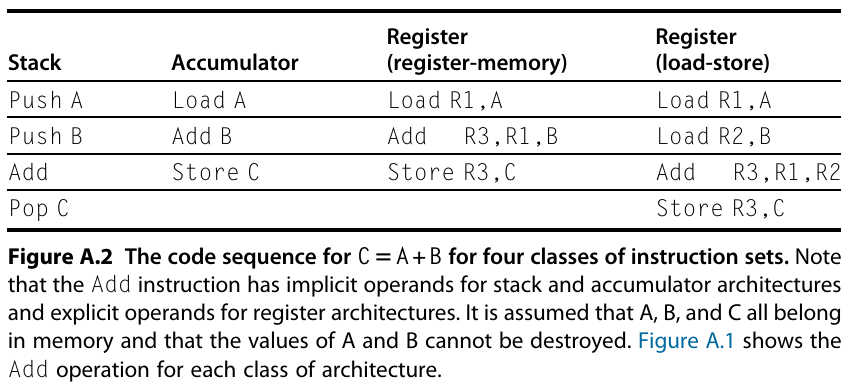 Stack Accumulator Register (register-memory) Register (load-store)
Push A Load A Load R1,A Load R1,A
Push B Add B Add R3,R1,B Load R2,B
Add Store C Store R3,C Add R3,R1,R2
Pop C Store R3,C
Figure A.2 The code sequence for C = A + B for four classes of instruction sets. Note
that the Add instruction has implicit operands for stack and accumulator architectures
and explicit operands for register architectures. It is assumed that A, B, and C all belong
in memory and that the values of A and B cannot be destroyed. Figure A.1 shows the
Add operation for each class of architecture.